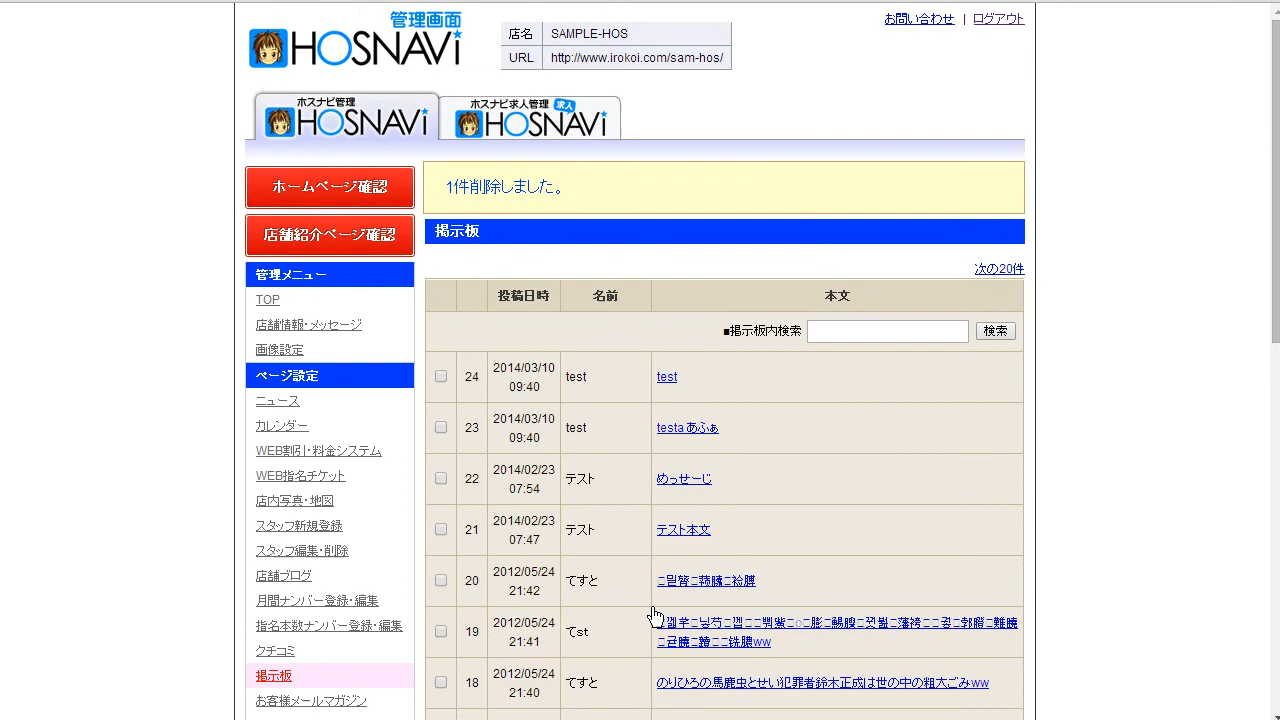 管理画面
HOSNAVi
店名 SAMPLE-HOS
URL http://www.irokoi.com/sam-hos/
お問い合わせ | ログアウト
ホスナビ管理
HOSNAVi
ホスナビ求人管理 求人
HOSNAVi
ホームページ確認
店舗紹介ページ確認
管理メニュー
TOP
店舗情報・メッセージ
画像設定
ページ設定
ニュース
カレンダー
WEB割引・料金システム
WEB指名チケット
店内写真・地図
スタッフ新規登録
スタッフ編集・削除
店舗ブログ
月間ナンバー登録・編集
指名本数ナンバー登録・編集
クチコミ
掲示板
お客様メールマガジン
1件削除しました。
掲示板
次の20件
投稿日時 名前 本文
■掲示板内検索 検索
24 2014/03/10 09:40 test test
23 2014/03/10 09:40 test testaあふぁ
22 2014/02/23 07:54 テスト めっせーじ
21 2014/02/23 07:47 テスト テスト本文
20 2012/05/24 21:42 てすと
19 2012/05/24 21:41 てst
ww
18 2012/05/24 21:40 てすと のりひろの馬鹿虫とせい犯罪者鈴木正成は世の中の粗大ごみww